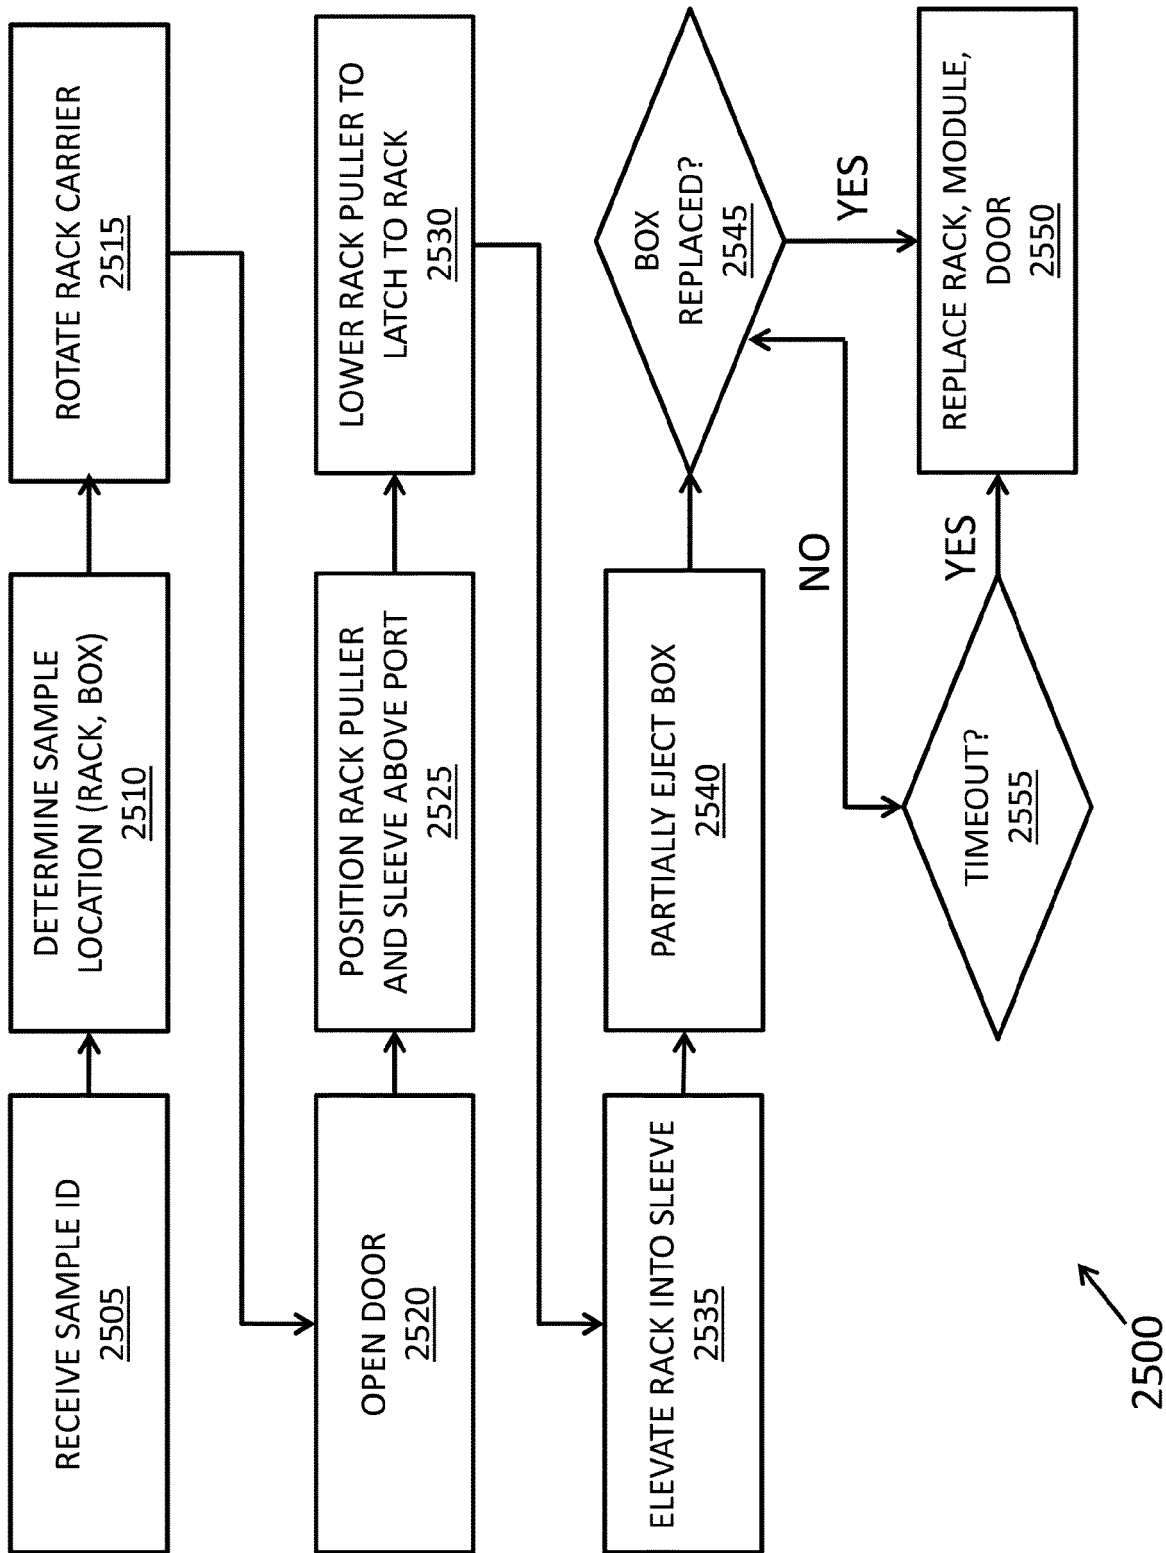 RECEIVE SAMPLE ID
2505
DETERMINE SAMPLE
LOCATION (RACK, BOX)
2510
ROTATE RACK CARRIER
2515
OPEN DOOR
2520
POSITION RACK PULLER
AND SLEEVE ABOVE PORT
2525
LOWER RACK PULLER TO
LATCH TO RACK
2530
ELEVATE RACK INTO SLEEVE
2535
PARTIALLY EJECT BOX
2540
BOX
REPLACED?
2545
YES
NO
TIMEOUT?
2555
YES
REPLACE RACK, MODULE,
DOOR
2550
2500